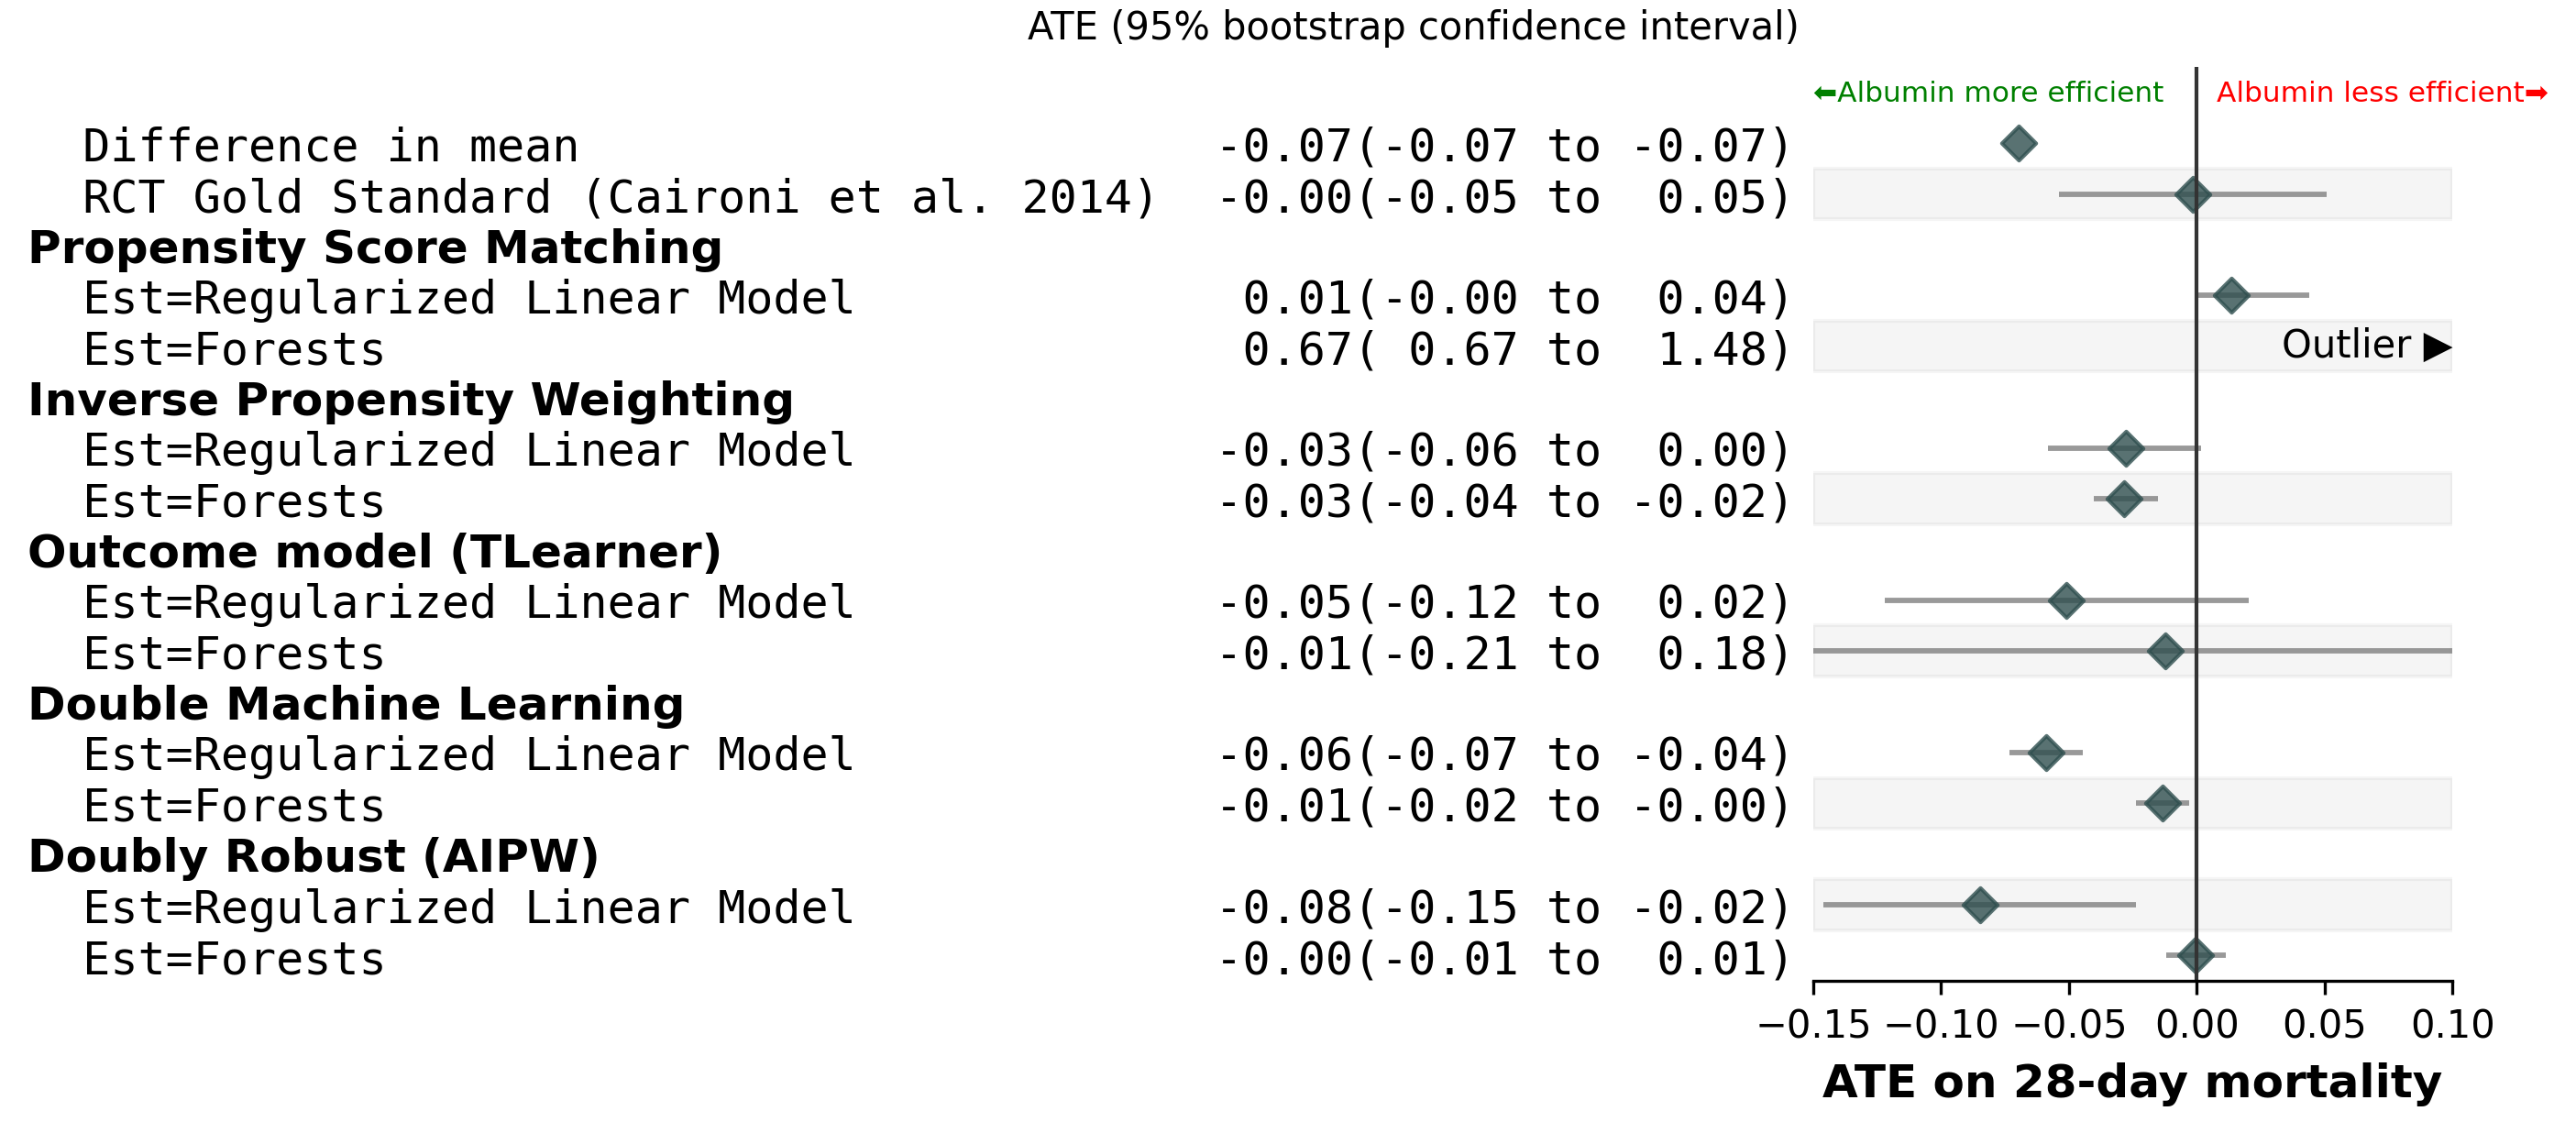 ATE (95% bootstrap confidence interval)
⬅Albumin more efficient Albumin less efficient➡
Difference in mean -0.07(-0.07 to -0.07)
RCT Gold Standard (Caironi et al. 2014) -0.00(-0.05 to 0.05)
Propensity Score Matching
Est=Regularized Linear Model 0.01(-0.00 to 0.04)
Est=Forests 0.67( 0.67 to 1.48) Outlier ▶
Inverse Propensity Weighting
Est=Regularized Linear Model -0.03(-0.06 to 0.00)
Est=Forests -0.03(-0.04 to -0.02)
Outcome model (TLearner)
Est=Regularized Linear Model -0.05(-0.12 to 0.02)
Est=Forests -0.01(-0.21 to 0.18)
Double Machine Learning
Est=Regularized Linear Model -0.06(-0.07 to -0.04)
Est=Forests -0.01(-0.02 to -0.00)
Doubly Robust (AIPW)
Est=Regularized Linear Model -0.08(-0.15 to -0.02)
Est=Forests -0.00(-0.01 to 0.01)
−0.15 −0.10 −0.05 0.00 0.05 0.10
ATE on 28-day mortality